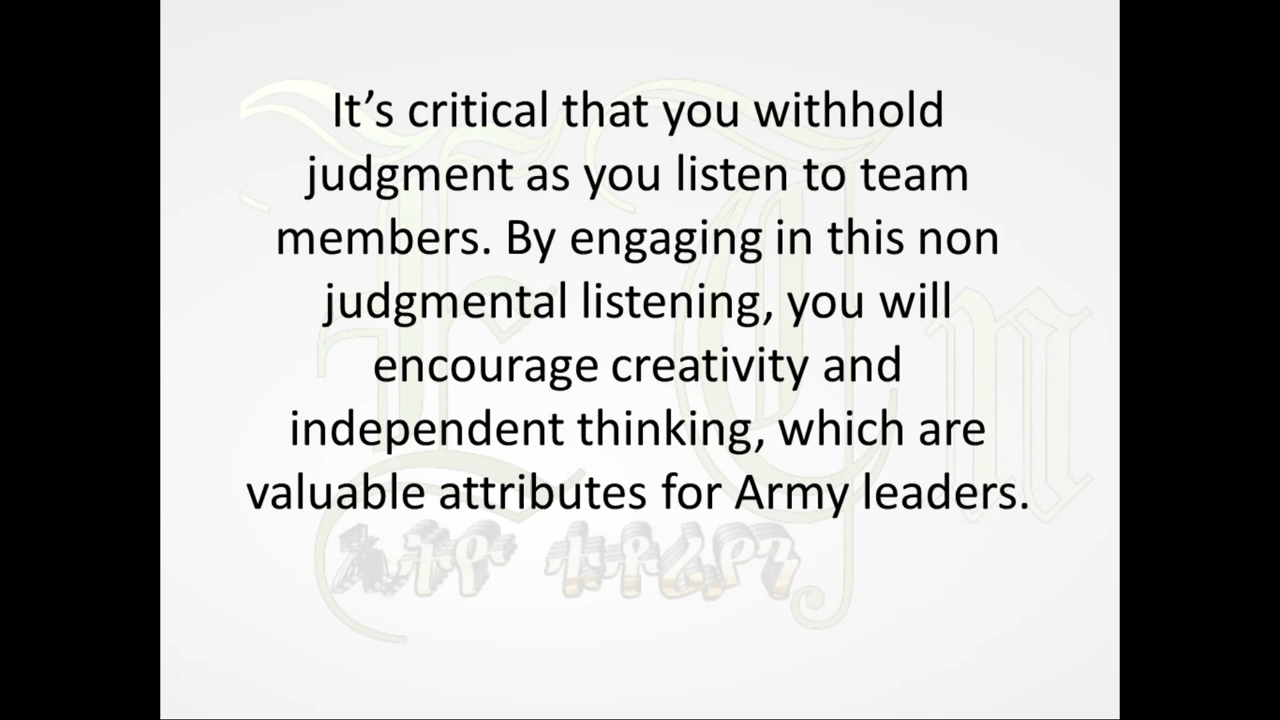 It’s critical that you withhold
judgment as you listen to team
members. By engaging in this non
judgmental listening, you will
encourage creativity and
independent thinking, which are
valuable attributes for Army leaders.